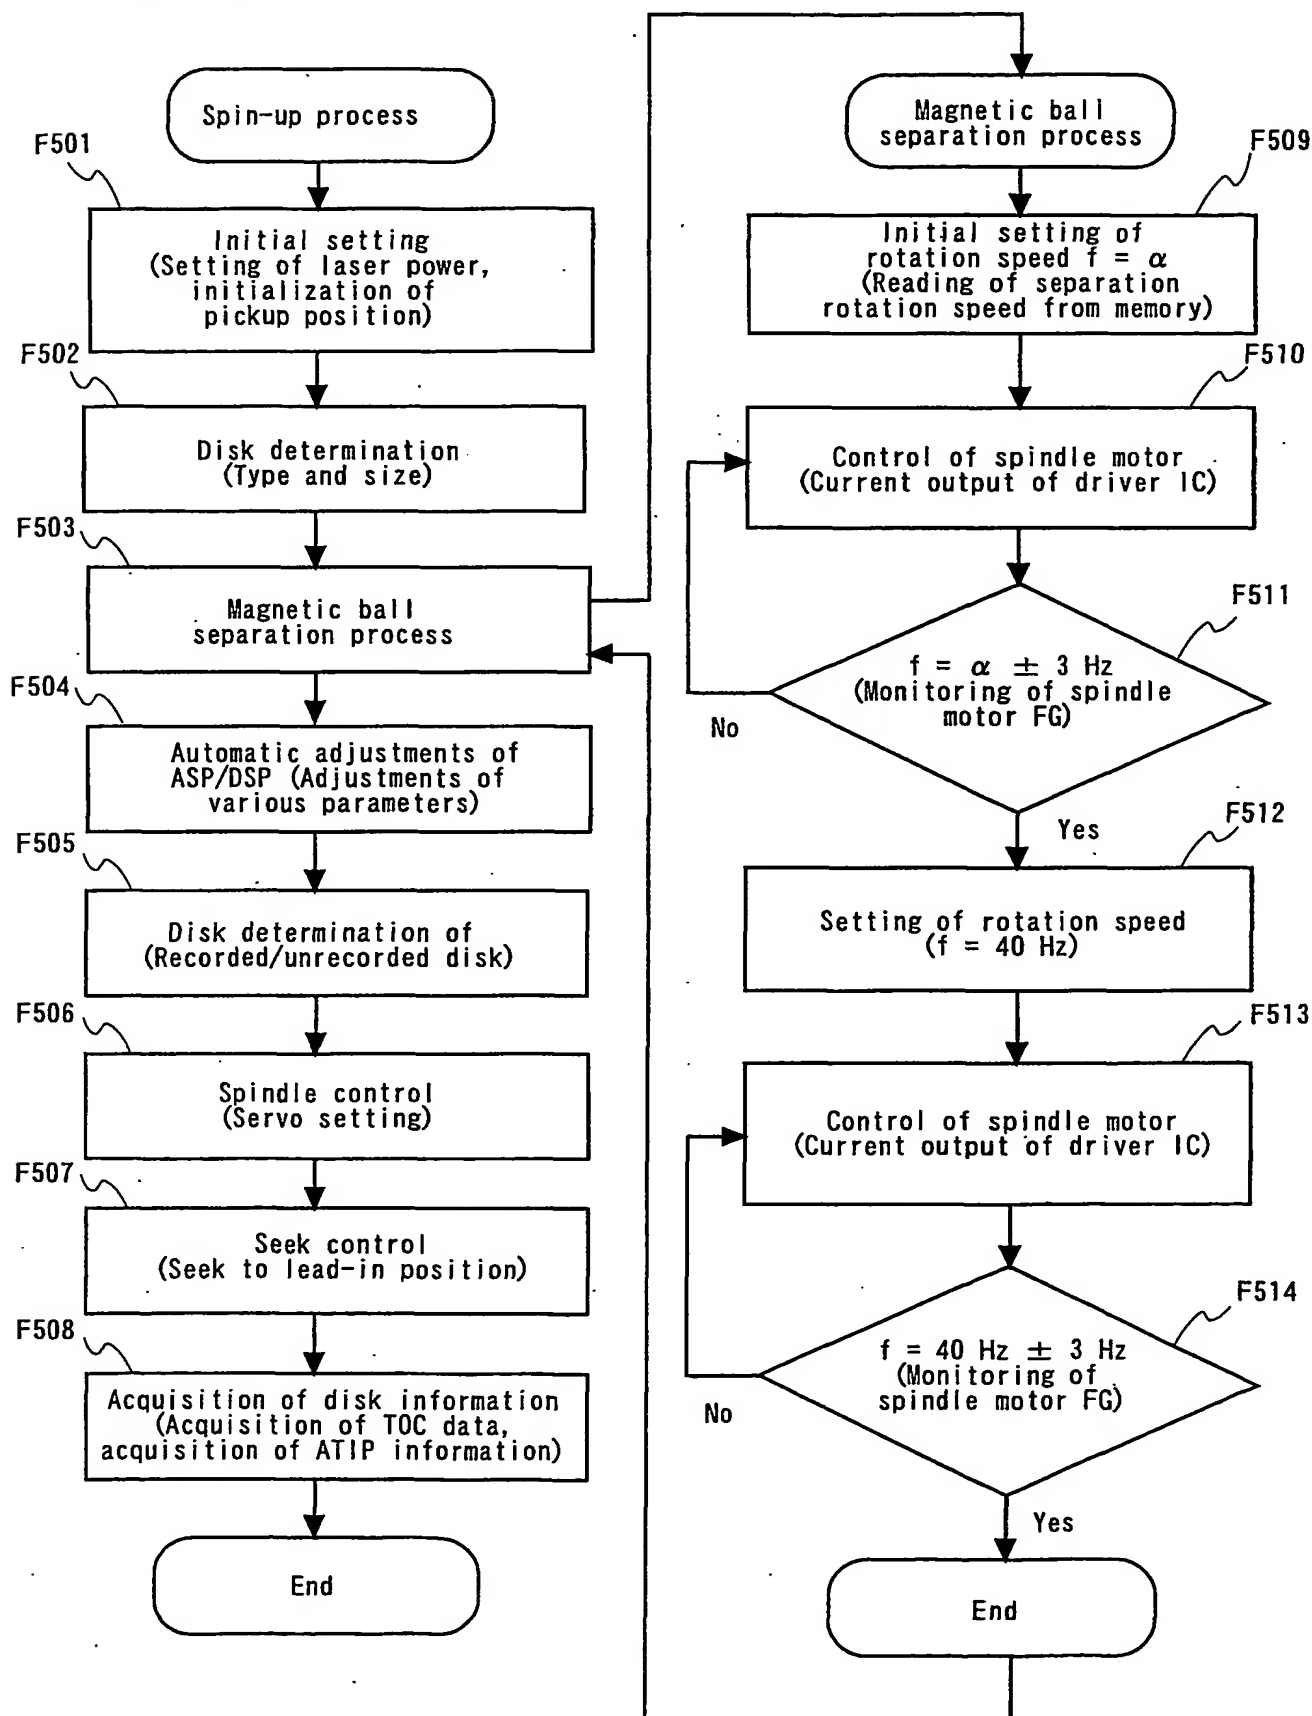 Spin-up process
F501
Initial setting
(Setting of laser power,
initialization of
pickup position)
F502
Disk determination
(Type and size)
F503
Magnetic ball
separation process
F504
Automatic adjustments of
ASP/DSP (Adjustments of
various parameters)
F505
Disk determination of
(Recorded/unrecorded disk)
F506
Spindle control
(Servo setting)
F507
Seek control
(Seek to lead-in position)
F508
Acquisition of disk information
(Acquisition of TOC data,
acquisition of ATIP information)
End
Magnetic ball
separation process
F509
Initial setting of
rotation speed f = α
(Reading of separation
rotation speed from memory)
F510
Control of spindle motor
(Current output of driver IC)
F511
f = α ± 3 Hz
(Monitoring of spindle
motor FG)
No
Yes
F512
Setting of rotation speed
(f = 40 Hz)
F513
Control of spindle motor
(Current output of driver IC)
F514
f = 40 Hz ± 3 Hz
(Monitoring of
spindle motor FG)
No
Yes
End